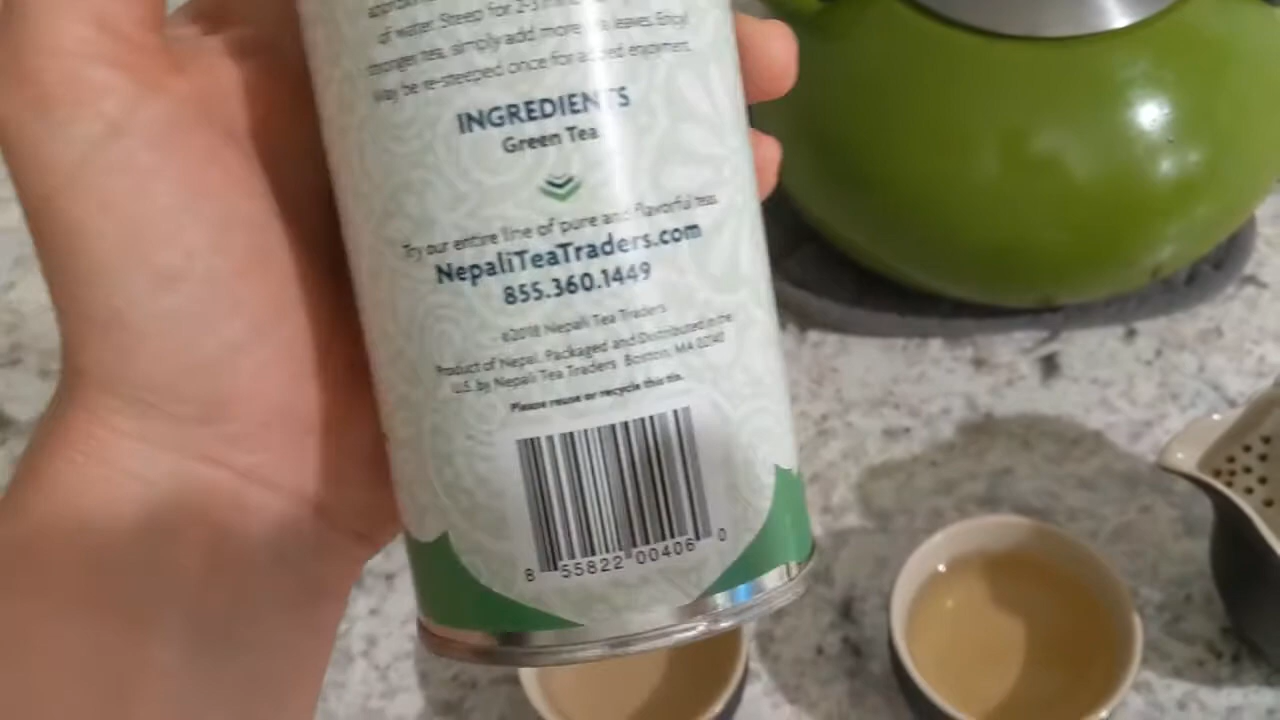 of water. Steep for 2-3
stronger tea, simply add more leaves. Enjoy!
May be re-steeped once for added enjoyment.
INGREDIENTS
Green Tea
Try our entire line of pure and flavorful teas
NepaliTeaTraders.com
855.360.1449
©2018 Nepali Tea Traders
Product of Nepal. Packaged and Distributed in the
U.S. by Nepali Tea Traders Boston, MA
Please reuse or recycle this tin.
8 55822 00406 0